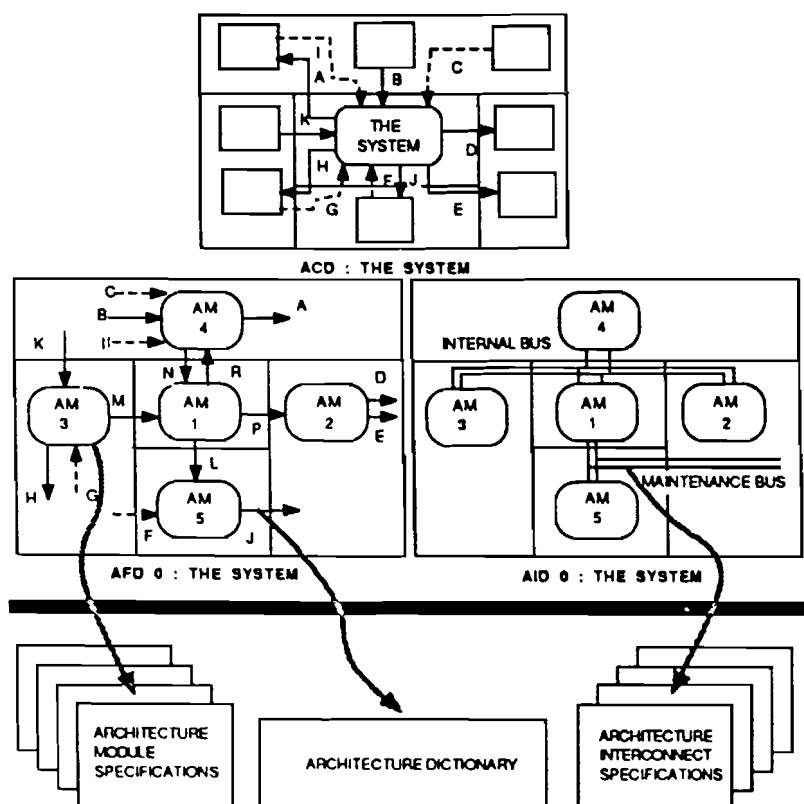 I
A
B
C
K
THE
SYSTEM
D
H
F
J
G
E
ACD : THE SYSTEM
C
B
A
AM
4
K
N
R
M
AM
3
AM
1
P
AM
2
D
E
L
H
G
F
AM
5
J
AFD 0 : THE SYSTEM
AM
4
INTERNAL BUS
AM
3
AM
1
AM
2
MAINTENANCE BUS
AM
5
AID 0 : THE SYSTEM
ARCHITECTURE
MODULE
SPECIFICATIONS
ARCHITECTURE DICTIONARY
ARCHITECTURE
INTERCONNECT
SPECIFICATIONS